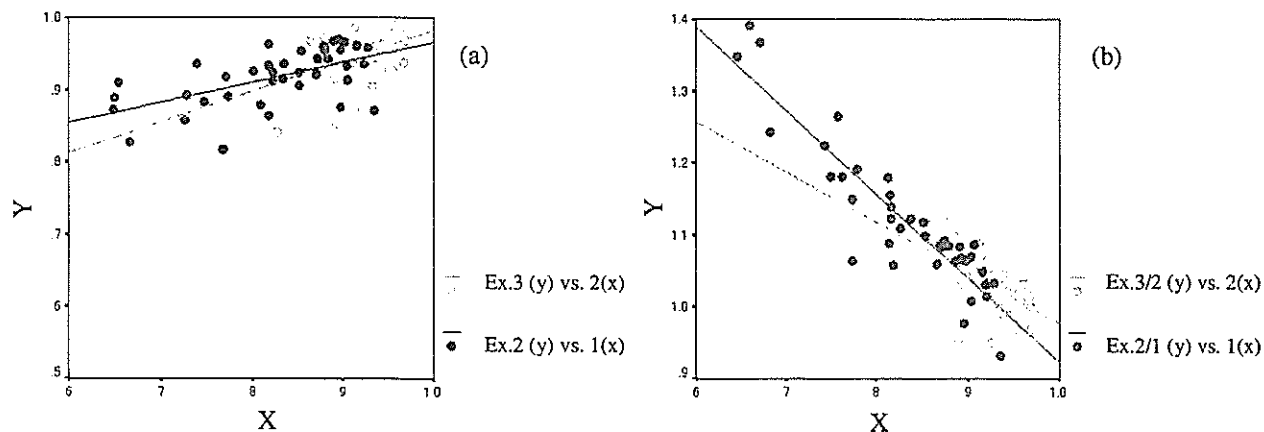 1.0
.9
.8
.7
.6
.5
6
7
8
9
1.0
Y
X
(a)
Ex.3 (y) vs. 2(x)
Ex.2 (y) vs. 1(x)
1.4
1.3
1.2
1.1
1.0
.9
6
7
8
9
1.0
Y
X
(b)
Ex.3/2 (y) vs. 2(x)
Ex.2/1 (y) vs. 1(x)